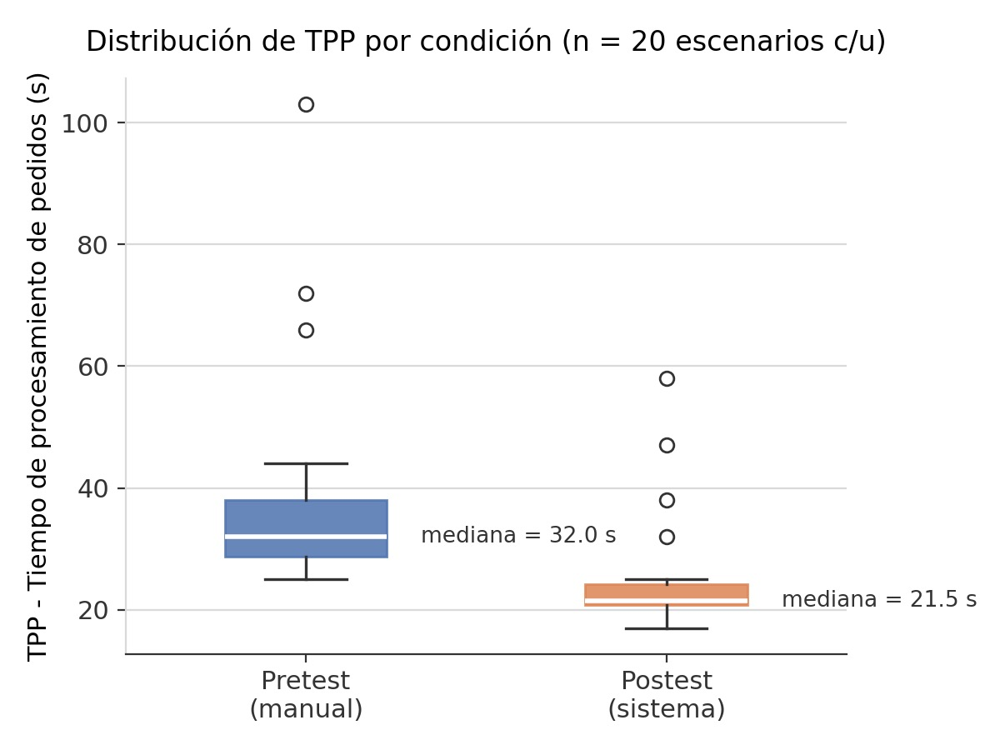 Distribución de TPP por condición (n = 20 escenarios c/u)
TPP - Tiempo de procesamiento de pedidos (s)
100
80
60
40
20
mediana = 32.0 s
mediana = 21.5 s
Pretest
(manual)
Postest
(sistema)